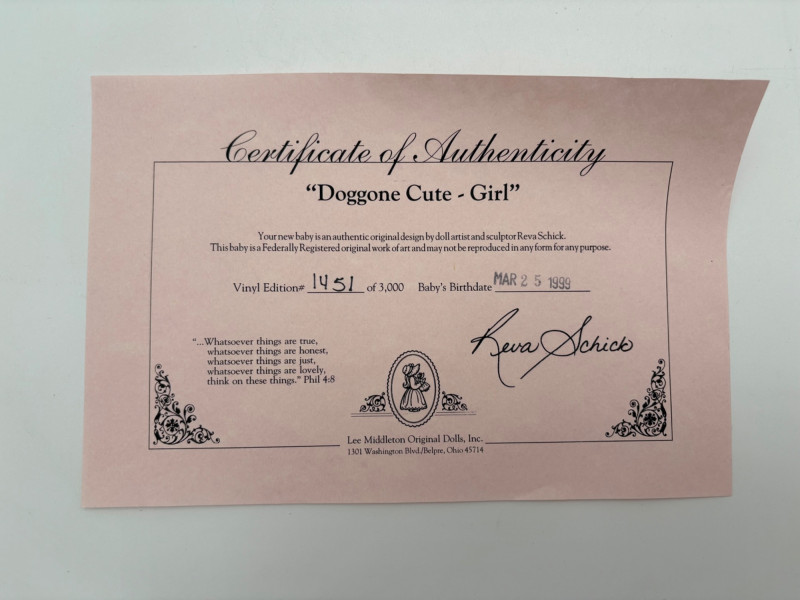 Certificate of Authenticity
"Doggone Cute - Girl"
Your new baby is an authentic original design by doll artist and sculptor Reva Schick.
This baby is a Federally Registered original work of art and may not be reproduced in any form for any purpose.
Vinyl Edition# 1451 of 3,000 Baby's Birthdate MAR 25 1999
"...Whatsoever things are true,
whatsoever things are honest,
whatsoever things are just,
whatsoever things are lovely,
think on these things." Phil 4:8
Reva Schick
Lee Middleton Original Dolls, Inc.
1301 Washington Blvd./Belpre, Ohio 45714